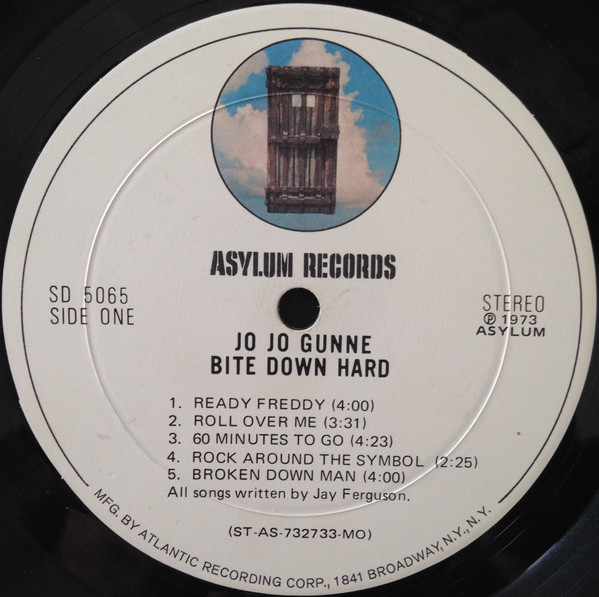 ASYLUM RECORDS
SD 5065
SIDE ONE
STEREO
Ⓟ 1973
ASYLUM
JO JO GUNNE
BITE DOWN HARD
1. READY FREDDY (4:00)
2. ROLL OVER ME (3:31)
3. 60 MINUTES TO GO (4:23)
4. ROCK AROUND THE SYMBOL (2:25)
5. BROKEN DOWN MAN (4:00)
All songs written by Jay Ferguson.
(ST-AS-732733-MO)
MFG. BY ATLANTIC RECORDING CORP., 1841 BROADWAY, N.Y., N.Y.